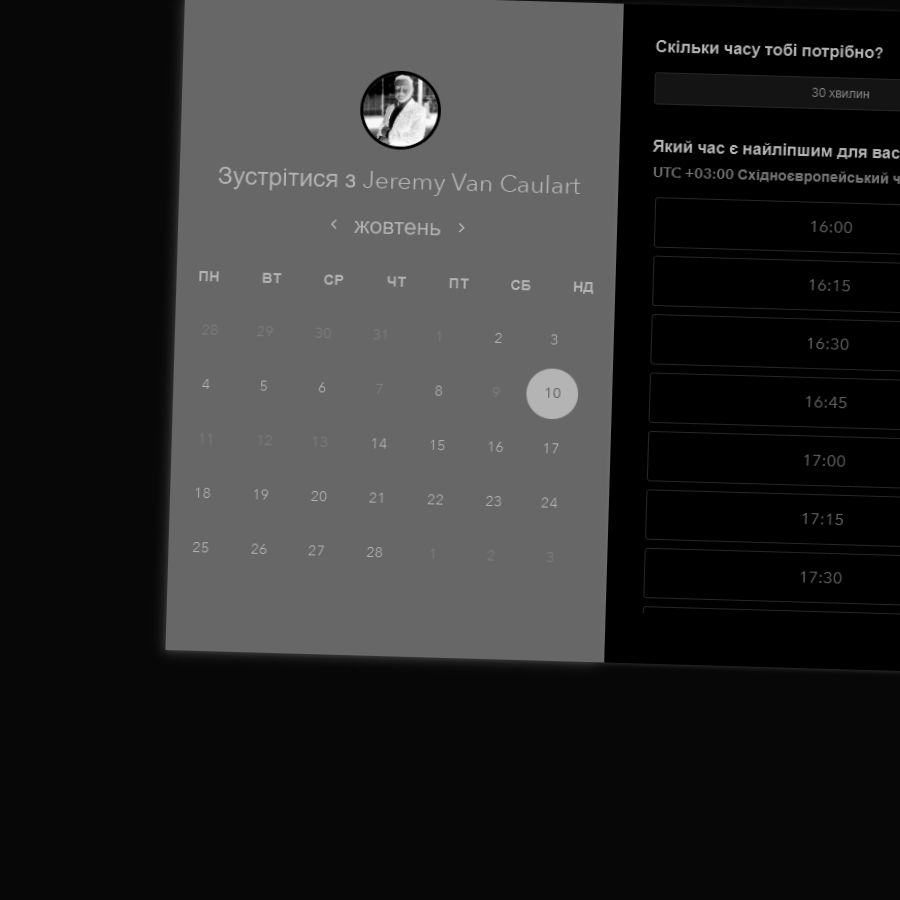 Зустрітися з Jeremy Van Caulart
жовтень
ПН ВТ СР ЧТ ПТ СБ НД
28 29 30 31 1 2 3
4 5 6 7 8 9 10
11 12 13 14 15 16 17
18 19 20 21 22 23 24
25 26 27 28 1 2 3
Скільки часу тобі потрібно?
30 хвилин
Який час є найліпшим для вас
UTC +03:00 Східноєвропейський
16:00
16:15
16:30
16:45
17:00
17:15
17:30